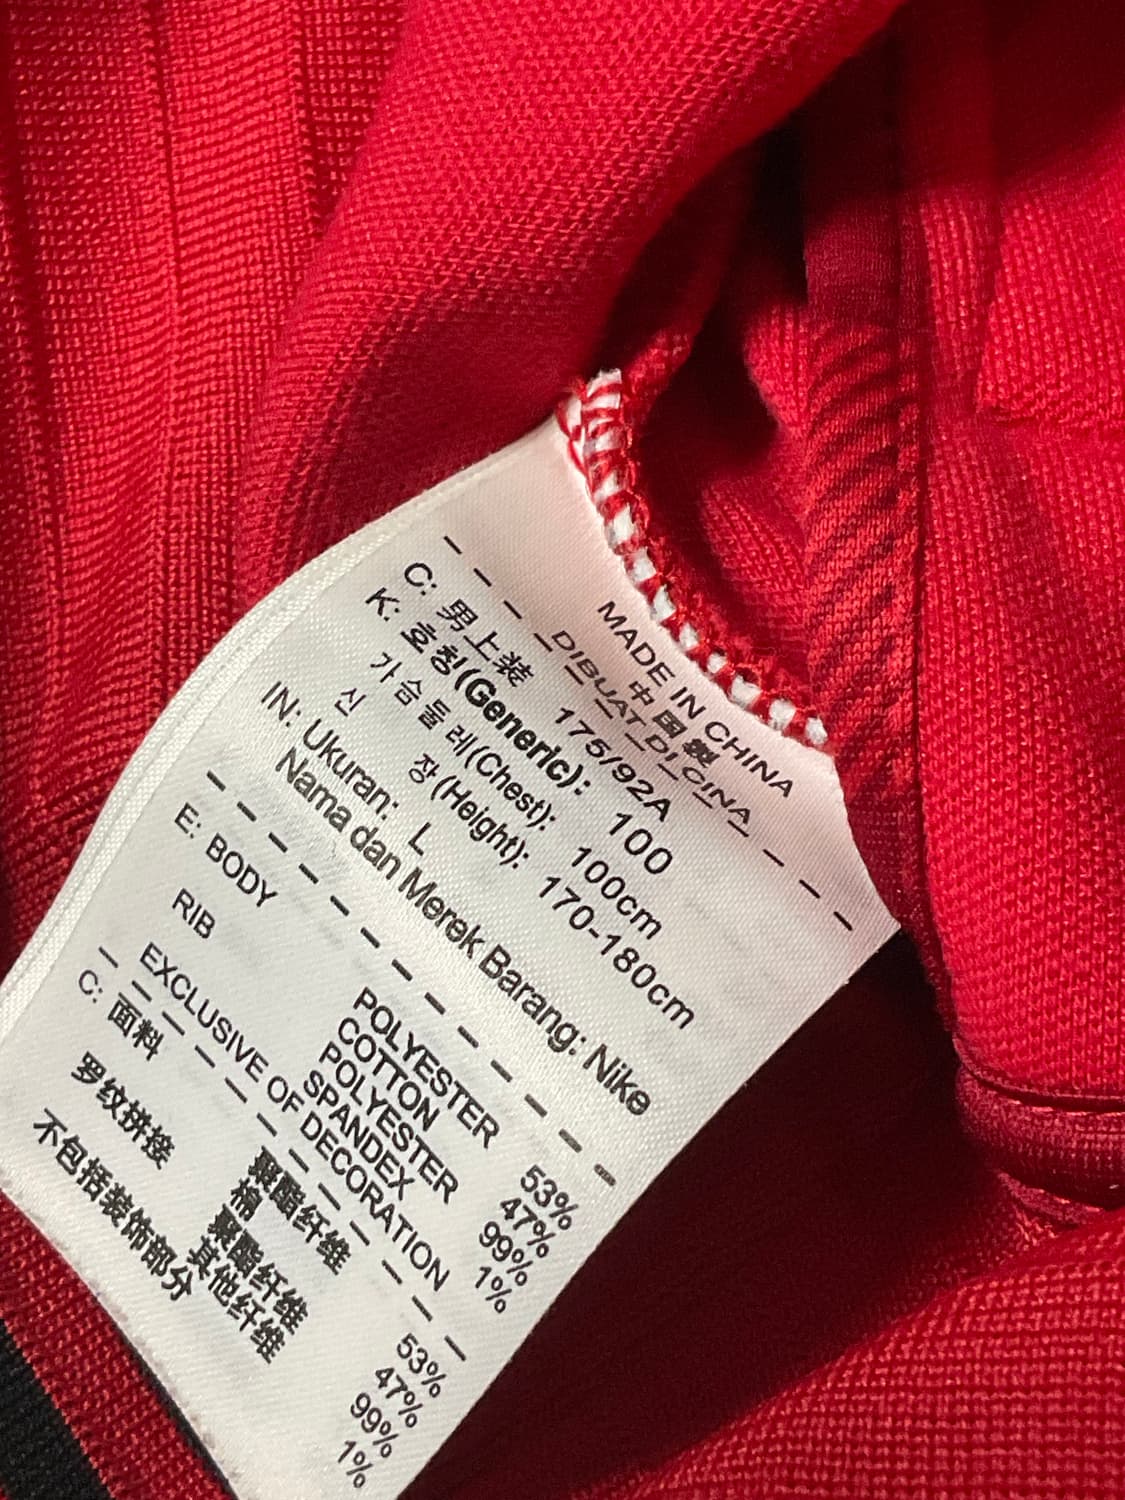 MADE IN CHINA
中国製
DIBUAT DI CINA
C: 男上装 175/92A
K: 호칭(Generic): 100
가슴둘레(Chest): 100cm
신 장(Height): 170-180cm
IN: Ukuran: L
Nama dan Merek Barang: Nike
E: BODY POLYESTER 53%
COTTON 47%
RIB POLYESTER 99%
SPANDEX 1%
EXCLUSIVE OF DECORATION
C: 面料 聚酯纤维 53%
棉 47%
罗纹拼接 聚酯纤维 99%
其他纤维 1%
不包括装饰部分